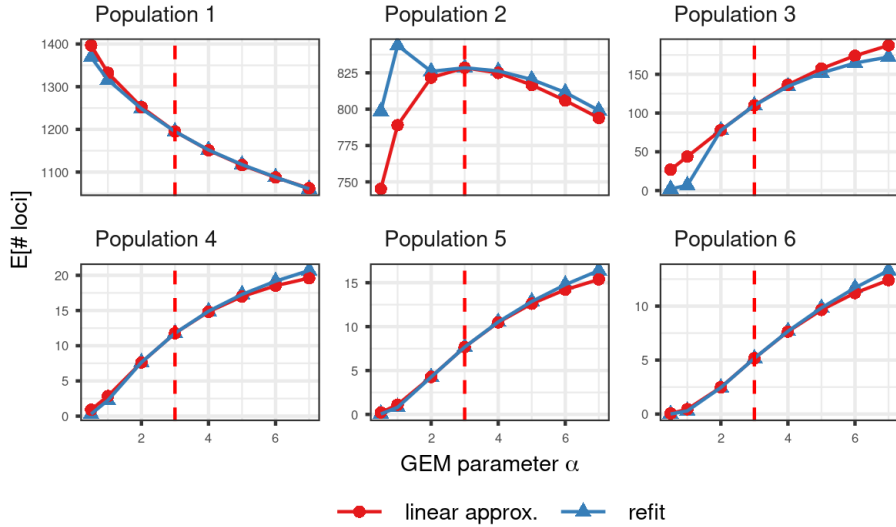 Population 1
Population 2
Population 3
1400
1300
1200
1100
825
800
775
750
150
100
50
0
E[# loci]
Population 4
Population 5
Population 6
20
15
10
5
0
15
10
5
0
10
5
0
2 4 6
2 4 6
2 4 6
GEM parameter α
linear approx. refit